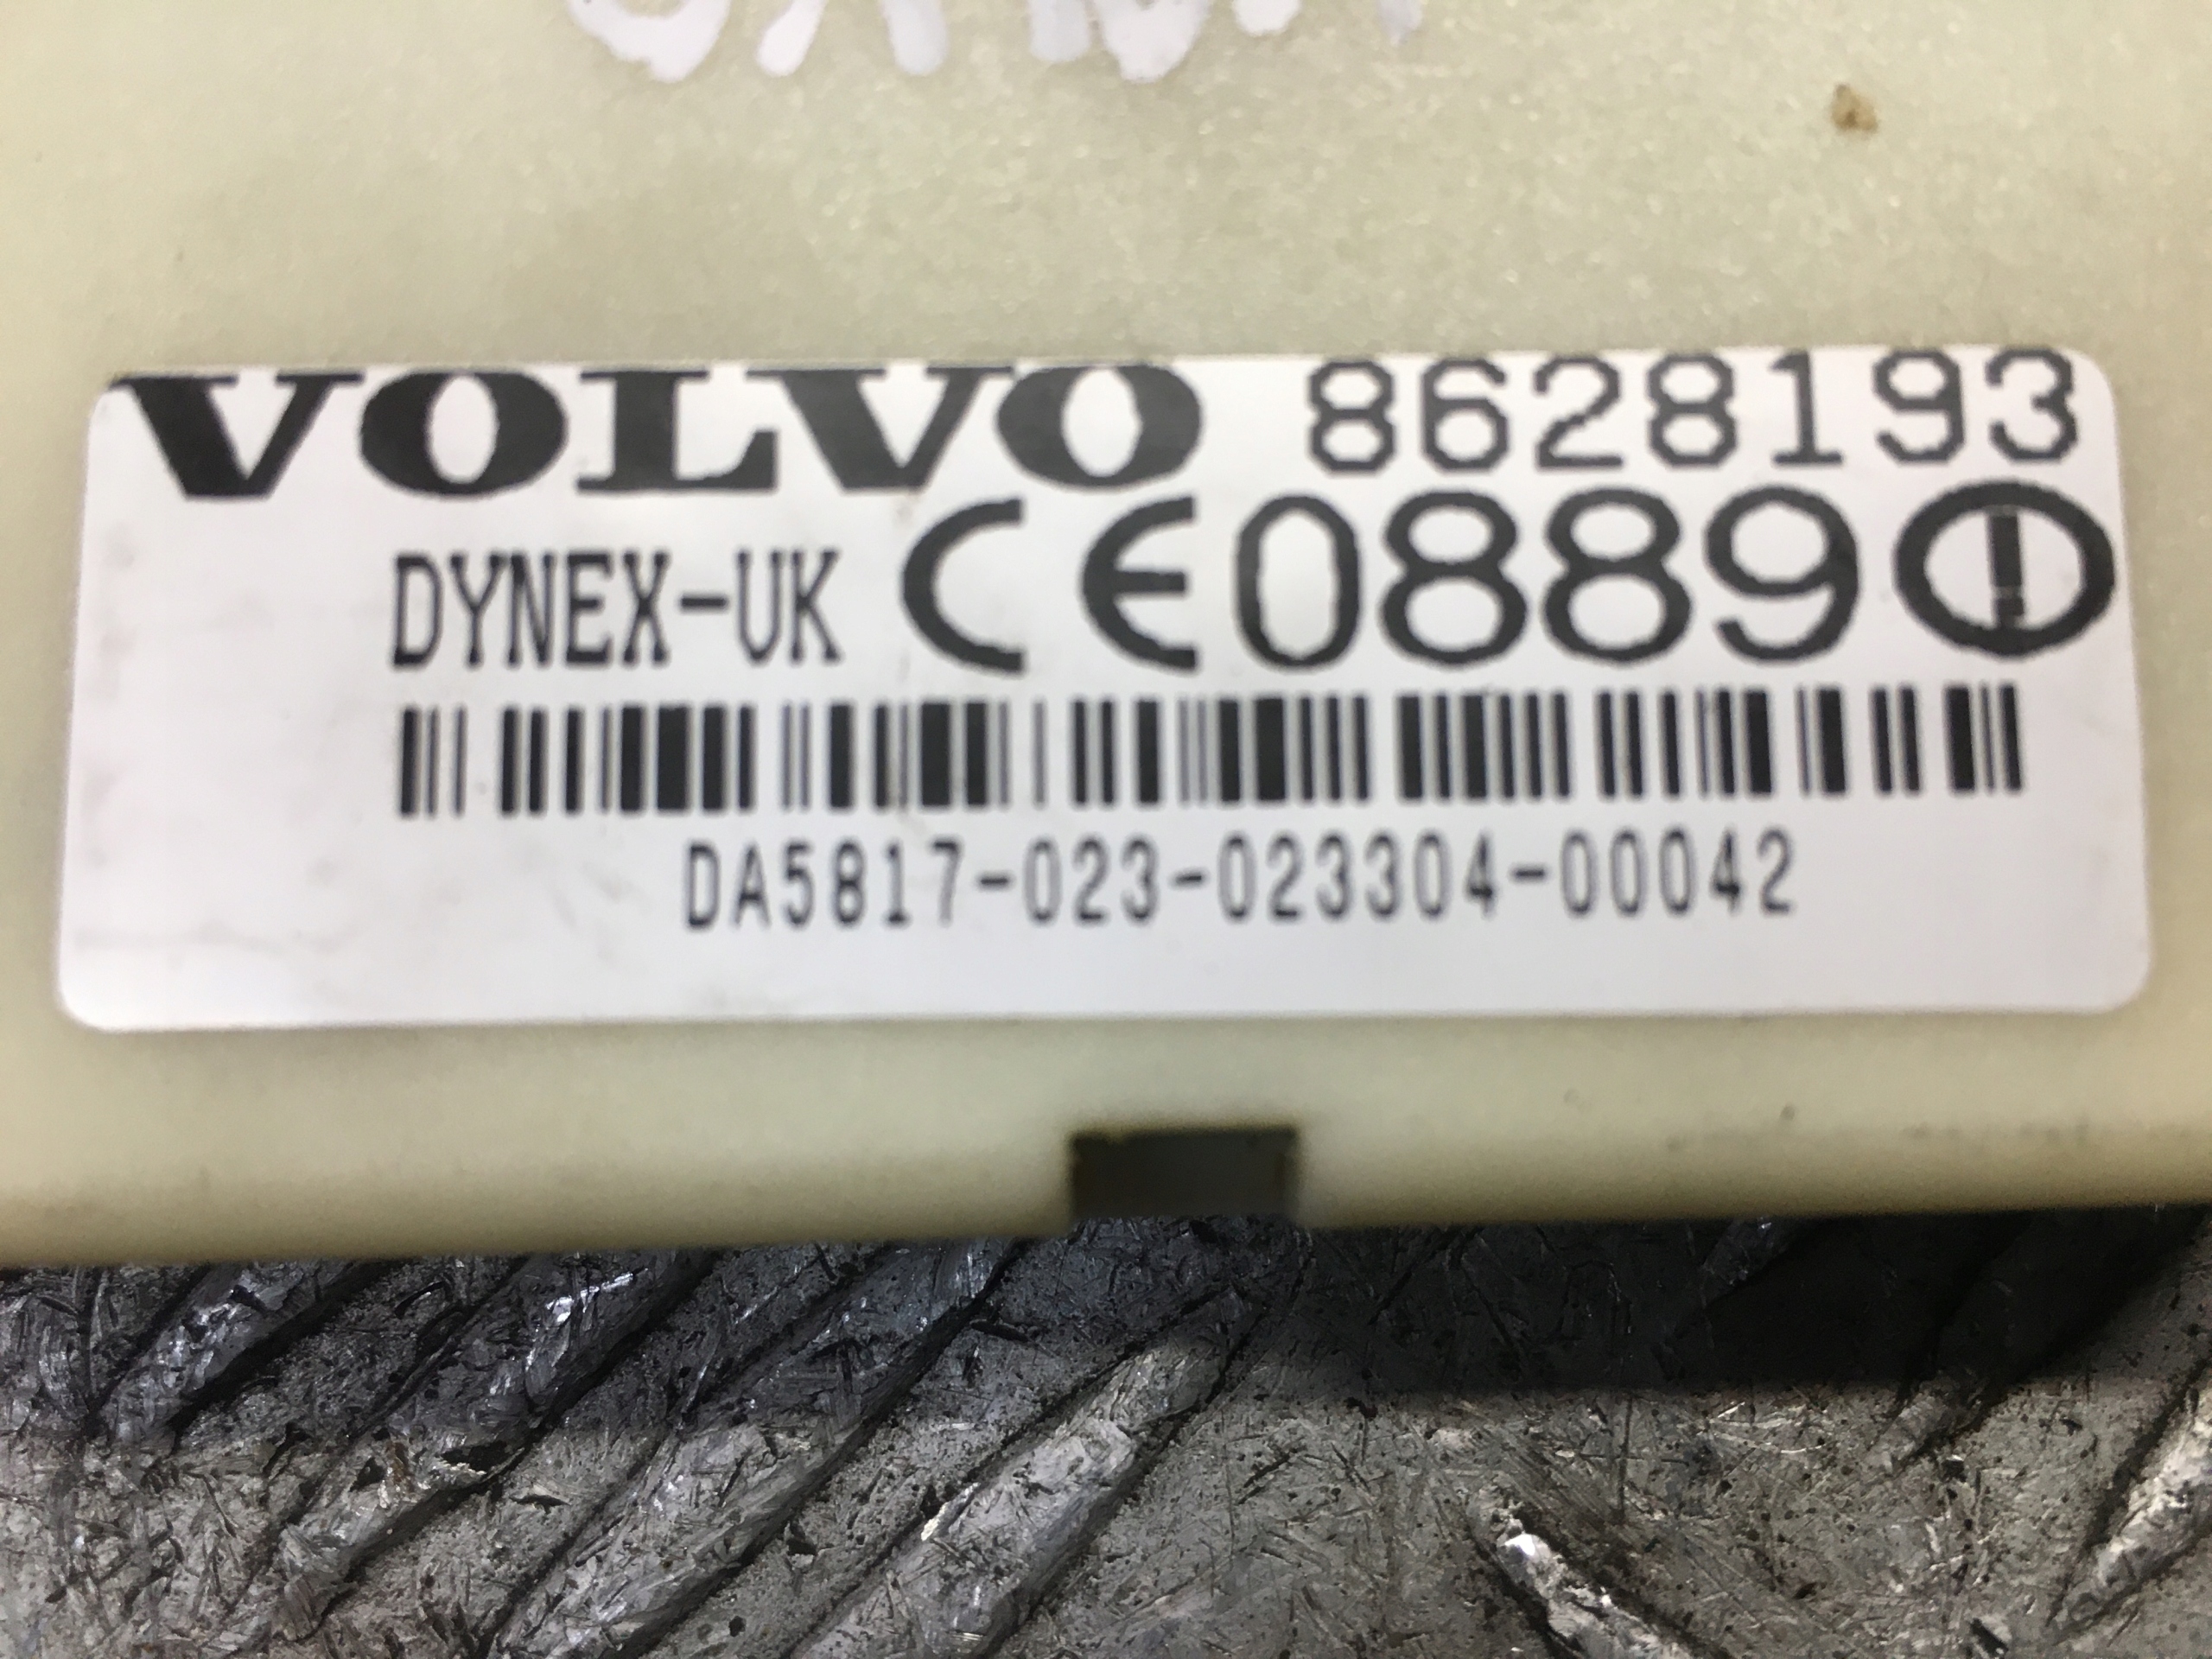 VOLVO 8628193
DYNEX-UK CE0889
DA5817-023-023304-00042